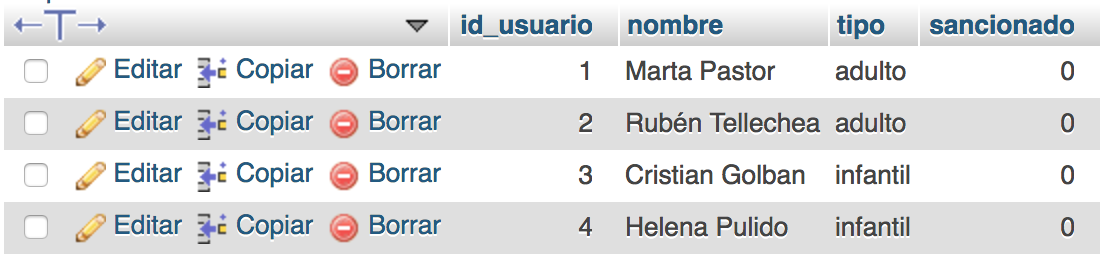 id_usuario nombre tipo sancionado
Editar Copiar Borrar 1 Marta Pastor adulto 0
Editar Copiar Borrar 2 Rubén Tellechea adulto 0
Editar Copiar Borrar 3 Cristian Golban infantil 0
Editar Copiar Borrar 4 Helena Pulido infantil 0